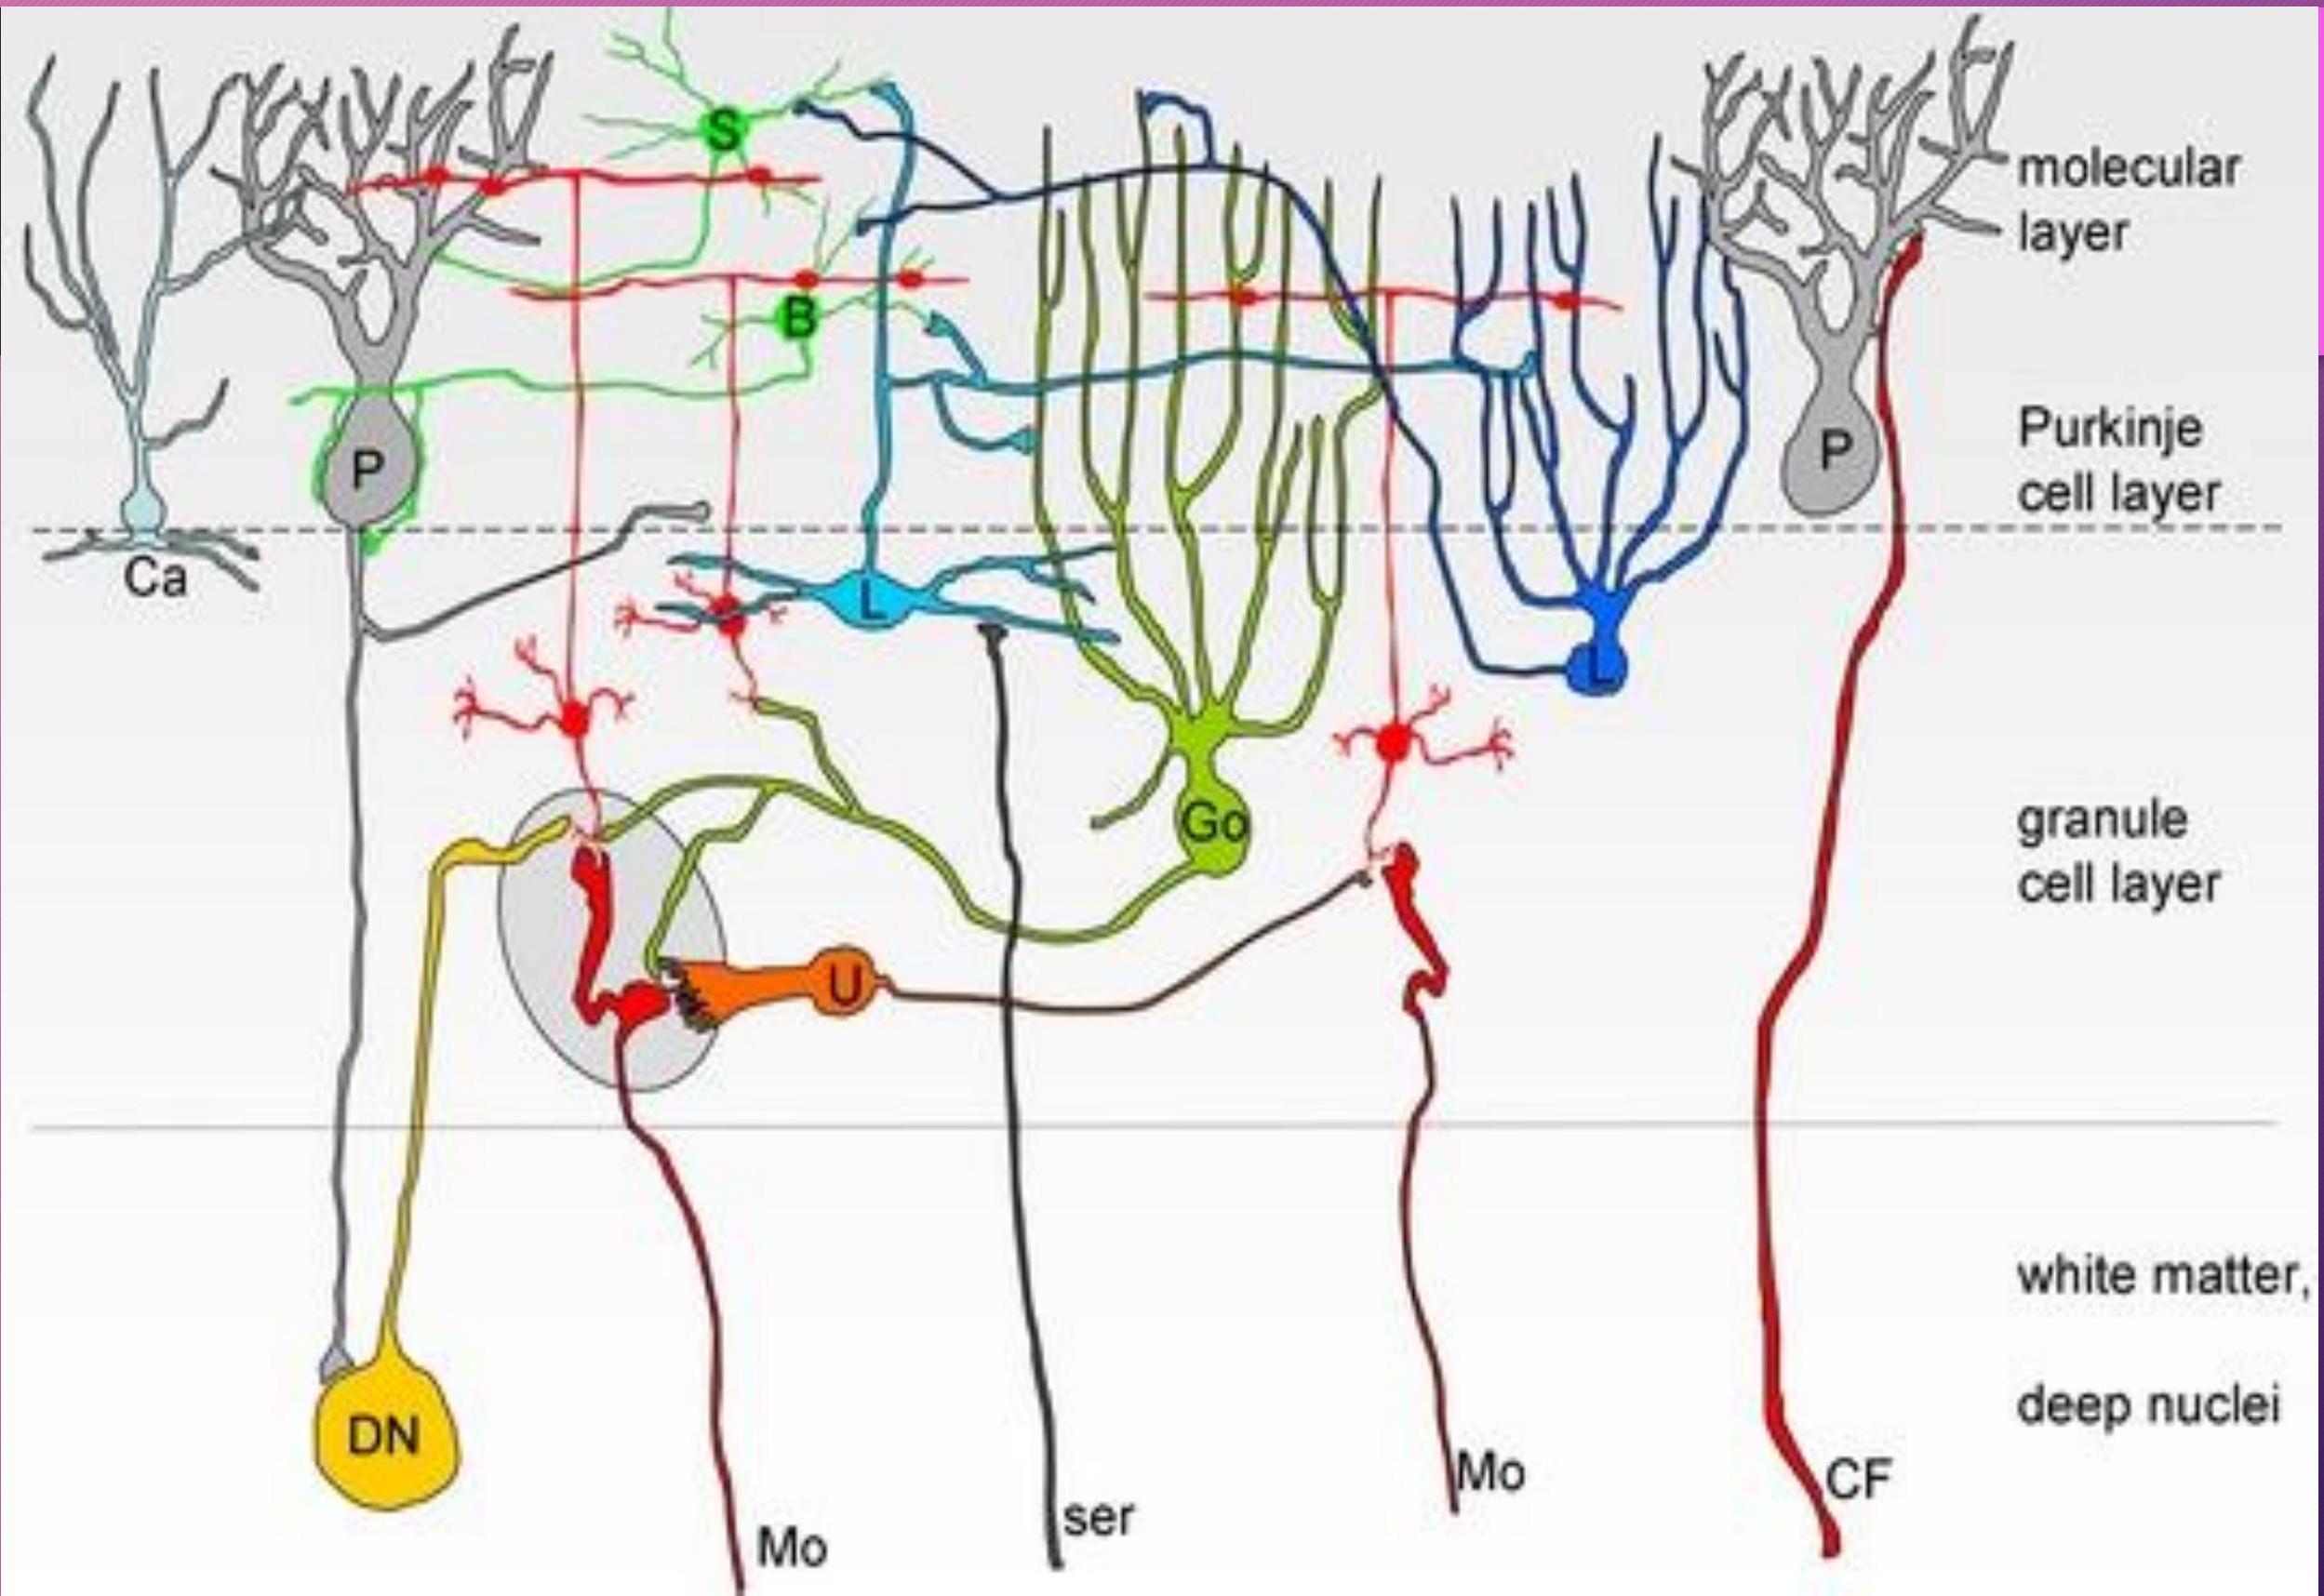 S
molecular
layer
B
P
P
Purkinje
cell layer
Ca
L
L
Go
granule
cell layer
U
white matter,
deep nuclei
DN
Mo
ser
Mo
CF